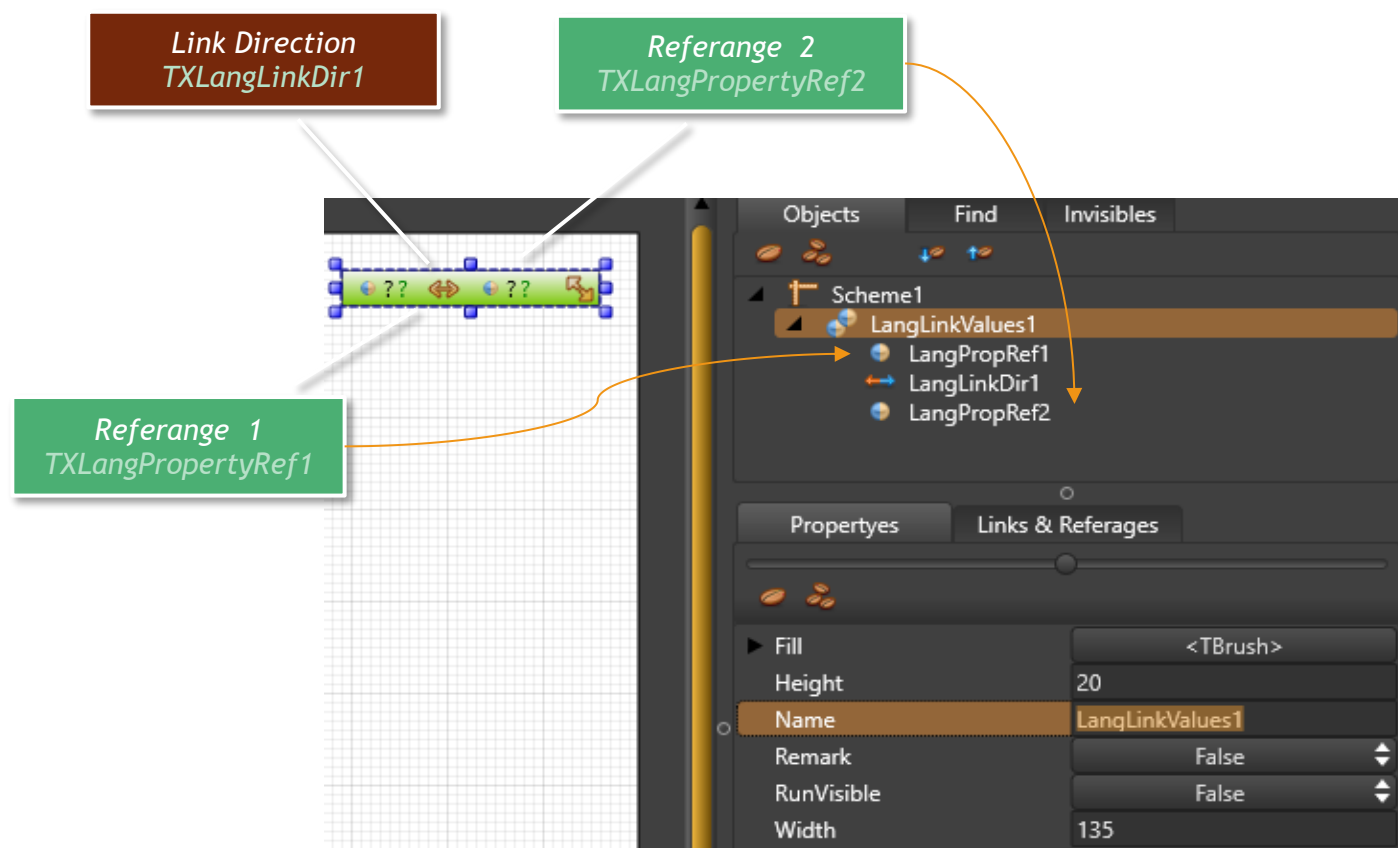 Link Direction
TXLangLinkDir1
Referange 2
TXLangPropertyRef2
Objects
Find
Invisibles
Scheme1
?? ??
LangLinkValues1
LangPropRef1
LangLinkDir1
LangPropRef2
Referange 1
TXLangPropertyRef1
Propertyes
Links & Referages
Fill
<TBrush>
Height
20
Name
LangLinkValues1
Remark
False
RunVisible
False
Width
135